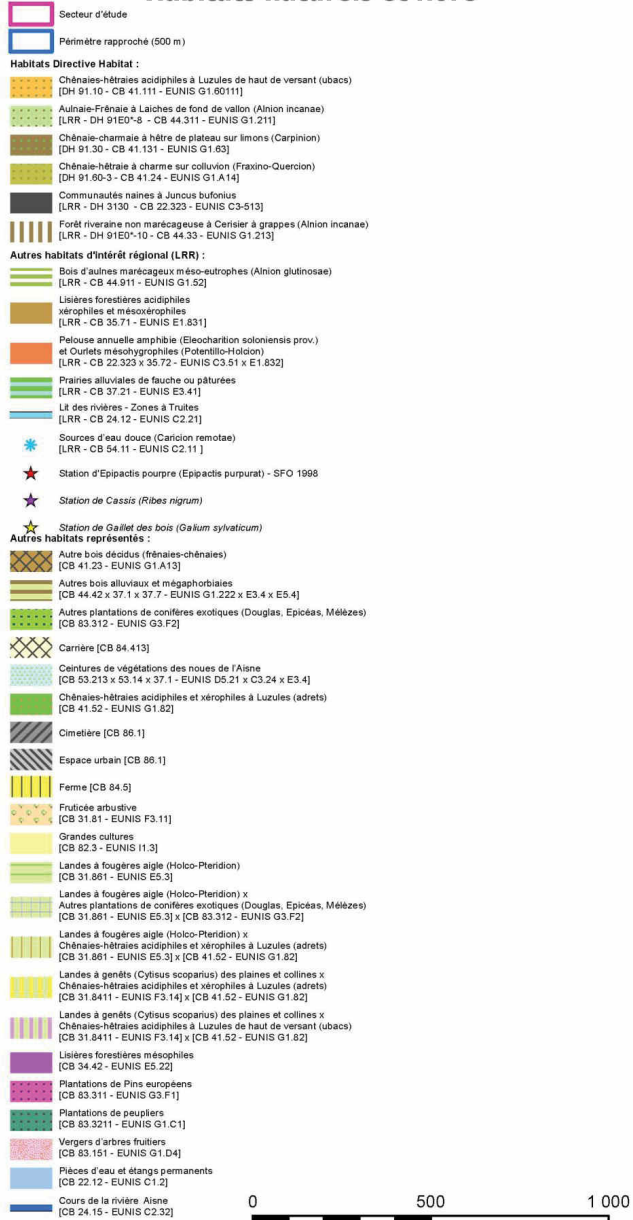 Secteur d'étude
Périmètre rapproché (500 m)
Habitats Directive Habitat :
Chênaies-hêtraies acidiphiles à Luzules de haut de versant (ubacs)
[DH 91.10 - CB 41.111 - EUNIS G1.60111]
Aulnaie-Frênaie à Laiches de fond de vallon (Alnion incanae)
[LRR - DH 91E0*-8 - CB 44.311 - EUNIS G1.211]
Chênaie-charmaie à hêtre de plateau sur limons (Carpinion)
[DH 91.30 - CB 41.131 - EUNIS G1.63]
Chênaie-hêtraie à charme sur colluvion (Fraxino-Quercion)
[DH 91.60-3 - CB 41.24 - EUNIS G1.A14]
Communautés naines à Juncus bufonius
[LRR - DH 3130 - CB 22.323 - EUNIS C3-513]
Forêt riveraine non marécageuse à Cerisier à grappes (Alnion incanae)
[LRR - DH 91E0*-10 - CB 44.33 - EUNIS G1.213]
Autres habitats d'intérêt régional (LRR) :
Bois d'aulnes marécageux méso-eutrophes (Alnion glutinosae)
[LRR - CB 44.911 - EUNIS G1.52]
Lisières forestières acidiphiles
xérophiles et mésoxérophiles
[LRR - CB 35.71 - EUNIS E1.831]
Pelouse annuelle amphibie (Eleocharition soloniensis prov.)
et Ourlets mésohygrophiles (Potentillo-Holcion)
[LRR - CB 22.323 x 35.72 - EUNIS C3.51 x E1.832]
Prairies alluviales de fauche ou pâturées
[LRR - CB 37.21 - EUNIS E3.41]
Lit des rivières - Zones à Truites
[LRR - CB 24.12 - EUNIS C2.21]
Sources d'eau douce (Caricion remotae)
[LRR - CB 54.11 - EUNIS C2.11 ]
Station d'Epipactis pourpre (Epipactis purpurat) - SFO 1998
Station de Cassis (Ribes nigrum)
Station de Gaillet des bois (Galium sylvaticum)
Autres habitats représentés :
Autre bois décidus (frênaies-chênaies)
[CB 41.23 - EUNIS G1.A13]
Autres bois alluviaux et mégaphorbiaies
[CB 44.42 x 37.1 x 37.7 - EUNIS G1.222 x E3.4 x E5.4]
Autres plantations de conifères exotiques (Douglas, Epicéas, Mélèzes)
[CB 83.312 - EUNIS G3.F2]
Carrière [CB 84.413]
Ceintures de végétations des noues de l'Aisne
[CB 53.213 x 53.14 x 37.1 - EUNIS D5.21 x C3.24 x E3.4]
Chênaies-hêtraies acidiphiles et xérophiles à Luzules (adrets)
[CB 41.52 - EUNIS G1.82]
Cimetière [CB 86.1]
Espace urbain [CB 86.1]
Ferme [CB 84.5]
Fruticée arbustive
[CB 31.81 - EUNIS F3.11]
Grandes cultures
[CB 82.3 - EUNIS I1.3]
Landes à fougères aigle (Holco-Pteridion)
[CB 31.861 - EUNIS E5.3]
Landes à fougères aigle (Holco-Pteridion) x
Autres plantations de conifères exotiques (Douglas, Epicéas, Mélèzes)
[CB 31.861 - EUNIS E5.3] x [CB 83.312 - EUNIS G3.F2]
Landes à fougères aigle (Holco-Pteridion) x
Chênaies-hêtraies acidiphiles et xérophiles à Luzules (adrets)
[CB 31.861 - EUNIS E5.3] x [CB 41.52 - EUNIS G1.82]
Landes à genêts (Cytisus scoparius) des plaines et collines x
Chênaies-hêtraies acidiphiles et xérophiles à Luzules (adrets)
[CB 31.8411 - EUNIS F3.14] x [CB 41.52 - EUNIS G1.82]
Landes à genêts (Cytisus scoparius) des plaines et collines x
Chênaies-hêtraies acidiphiles à Luzules de haut de versant (ubacs)
[CB 31.8411 - EUNIS F3.14] x [CB 41.52 - EUNIS G1.82]
Lisières forestières mésophiles
[CB 34.42 - EUNIS E5.22]
Plantations de Pins européens
[CB 83.311 - EUNIS G3.F1]
Plantations de peupliers
[CB 83.3211 - EUNIS G1.C1]
Vergers d'arbres fruitiers
[CB 83.151 - EUNIS G1.D4]
Pièces d'eau et étangs permanents
[CB 22.12 - EUNIS C1.2]
Cours de la rivière Aisne
[CB 24.15 - EUNIS C2.32]
0 500 1 000